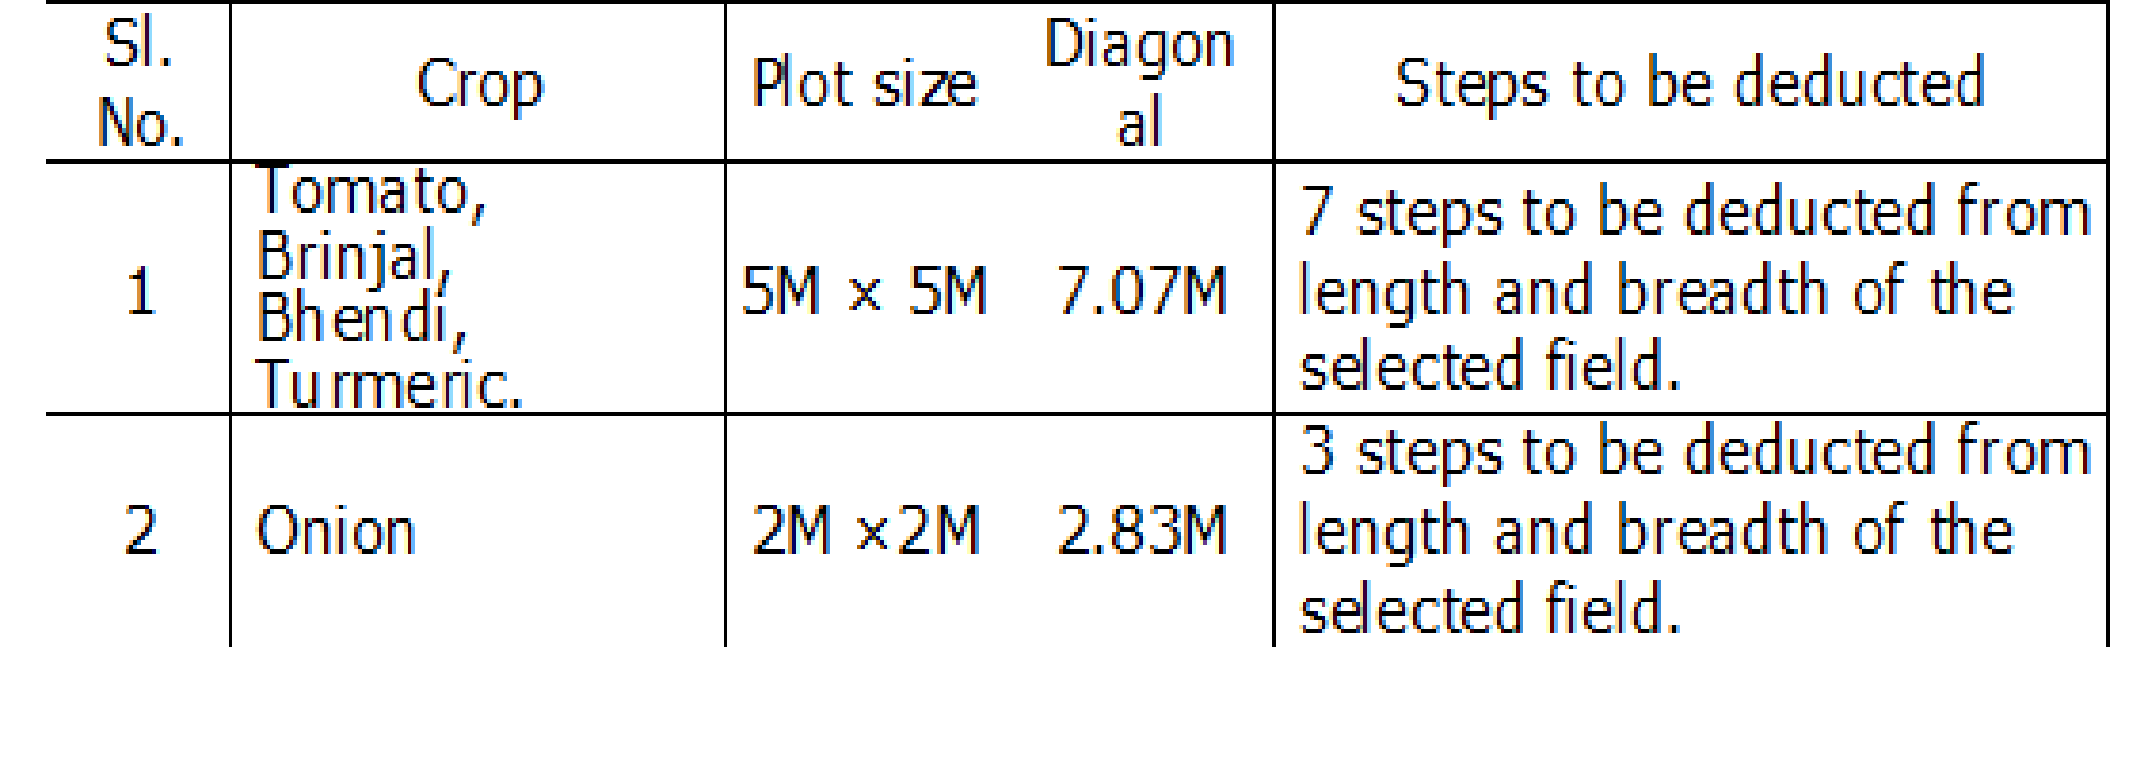 Sl.
No.
Crop
Plot size
Diagon
al
Steps to be deducted
1
Tomato,
Brinjal,
Bhendi,
Turmeric.
5M × 5M
7.07M
7 steps to be deducted from
length and breadth of the
selected field.
2
Onion
2M ×2M
2.83M
3 steps to be deducted from
length and breadth of the
selected field.